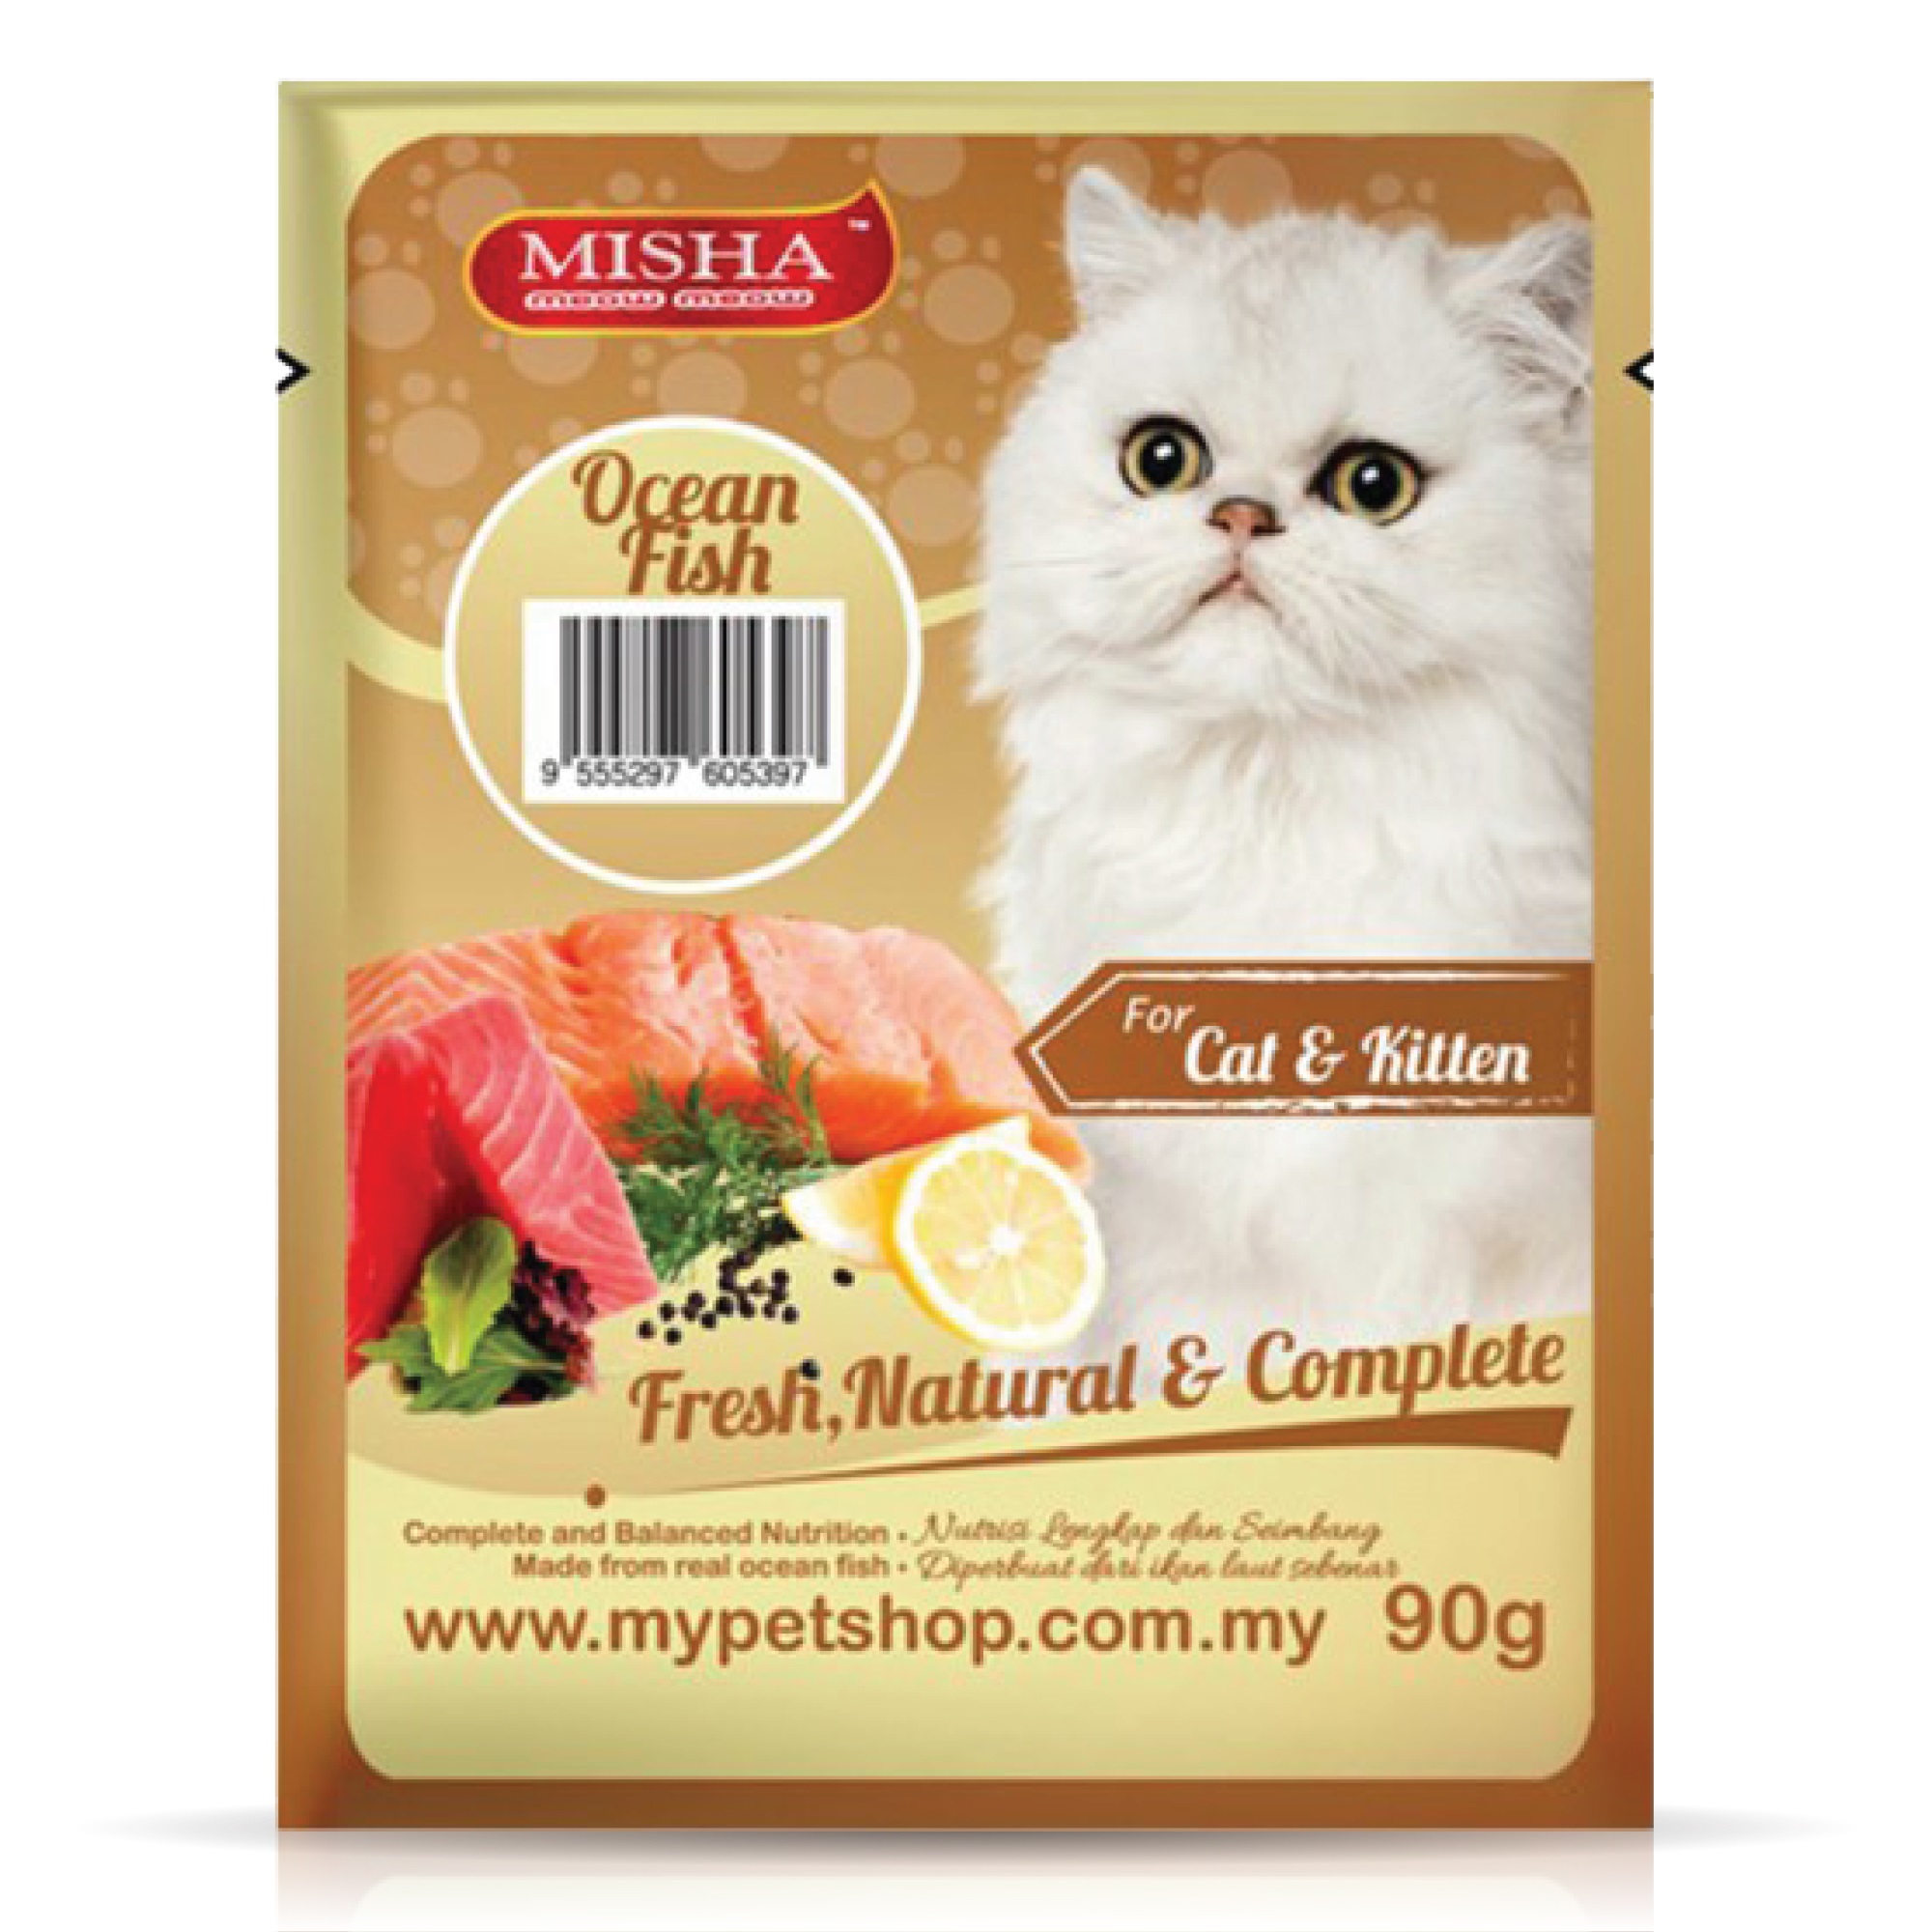 MISHA™
meow meow
Ocean
Fish
9 555297 605397
For Cat & Kitten
Fresh, Natural & Complete
Complete and Balanced Nutrition • Nutrisi Lengkap dan Seimbang
Made from real ocean fish • Diperbuat dari ikan laut sebenar
www.mypetshop.com.my 90g